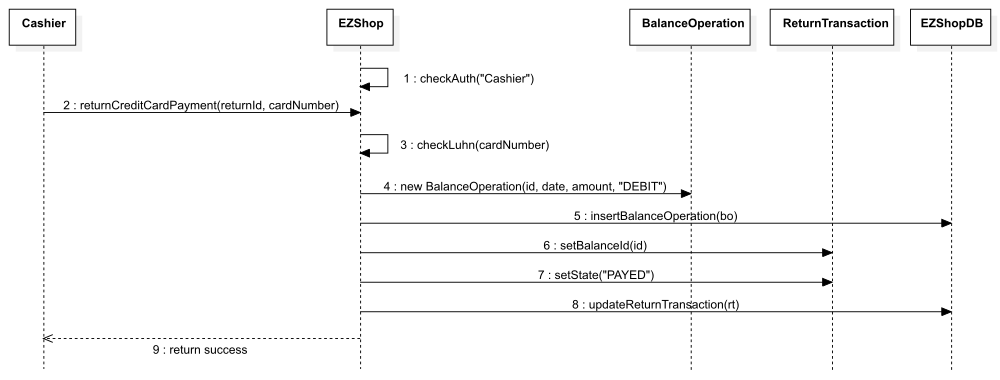 Cashier
EZShop
BalanceOperation
ReturnTransaction
EZShopDB
1 : checkAuth("Cashier")
2 : returnCreditCardPayment(returnId, cardNumber)
3 : checkLuhn(cardNumber)
4 : new BalanceOperation(id, date, amount, "DEBIT")
5 : insertBalanceOperation(bo)
6 : setBalanceId(id)
7 : setState("PAYED")
8 : updateReturnTransaction(rt)
9 : return success